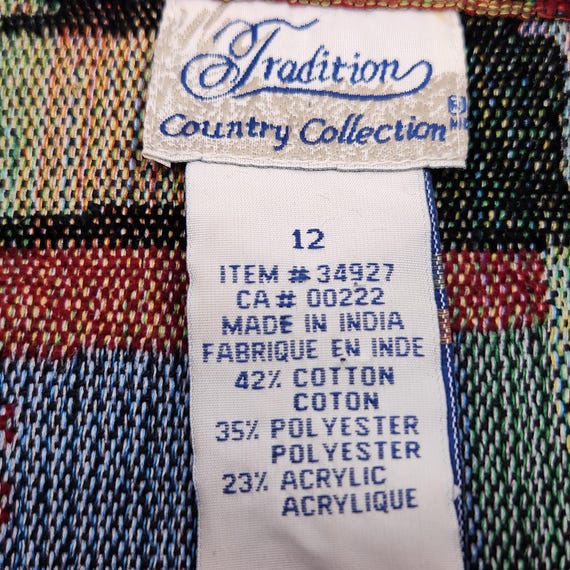 Tradition
Country Collection
12
ITEM # 34927
CA# 00222
MADE IN INDIA
FABRIQUE EN INDE
42% COTTON
COTON
35% POLYESTER
POLYESTER
23% ACRYLIC
ACRYLIQUE